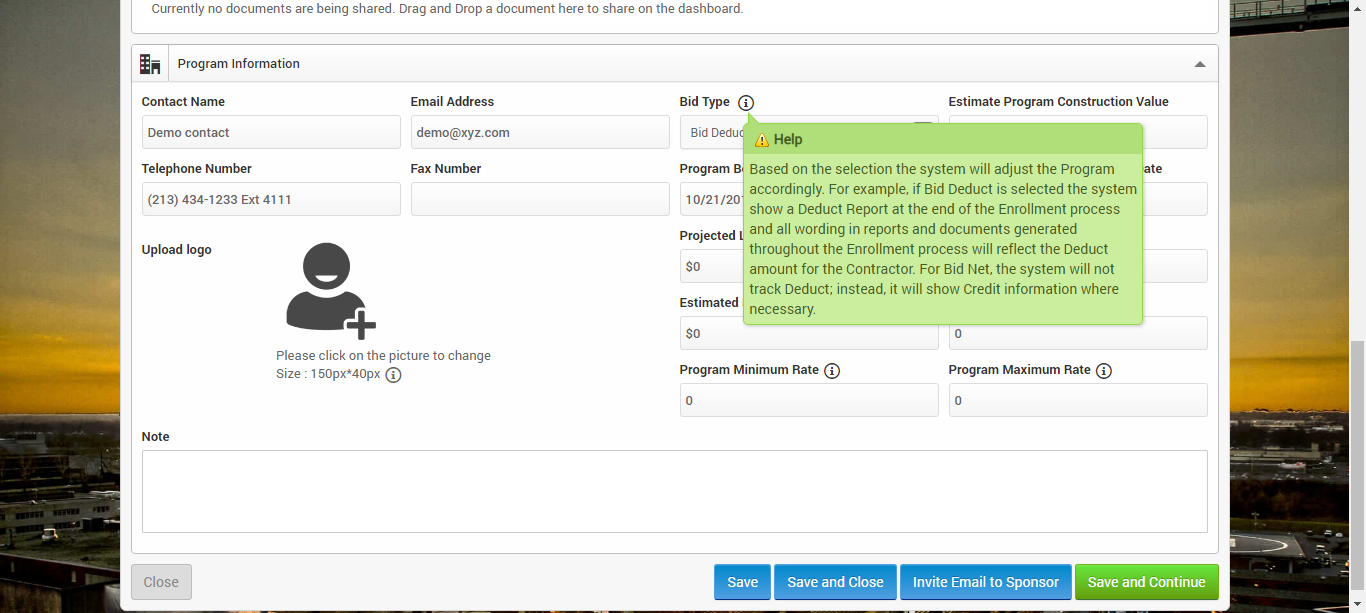 Currently no documents are being shared. Drag and Drop a document here to share on the dashboard.
Program Information
Contact Name
Email Address
Bid Type
Estimate Program Construction Value
Demo contact
demo@xyz.com
Bid Deduc
Help
Telephone Number
Fax Number
Program B
ate
(213) 434-1233 Ext 4111
10/21/20
Based on the selection the system will adjust the Program
accordingly. For example, if Bid Deduct is selected the system
show a Deduct Report at the end of the Enrollment process
and all wording in reports and documents generated
throughout the Enrollment process will reflect the Deduct
amount for the Contractor. For Bid Net, the system will not
track Deduct; instead, it will show Credit information where
necessary.
Upload logo
Please click on the picture to change
Size : 150px*40px
Projected
$0
Estimated
$0
0
Program Minimum Rate
Program Maximum Rate
0
0
Note
Close
Save
Save and Close
Invite Email to Sponsor
Save and Continue